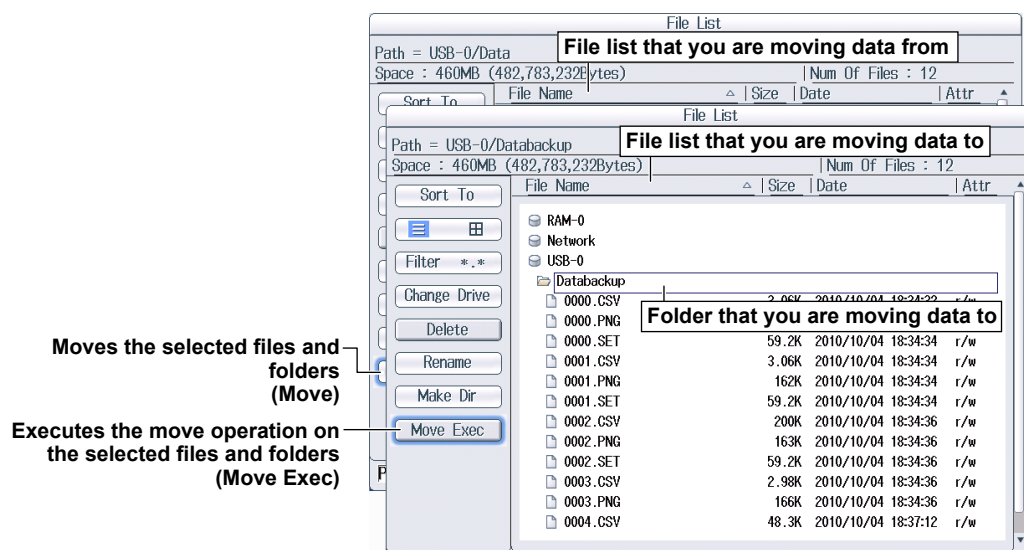 File List
Path = USB-0/Data
File list that you are moving data from
Space : 460MB (482,783,232Bytes) Num Of Files : 12
Sort To File Name Size Date Attr
File List
Path = USB-0/Databackup
File list that you are moving data to
Space : 460MB (482,783,232Bytes) Num Of Files : 12
Sort To File Name Size Date Attr
RAM-0
Network
USB-0
Filter *.*
Databackup
Change Drive
0000.CSV 3.06K 2010/10/04 18:34:32 r/w
Folder that you are moving data to
0000.PNG
Delete
0000.SET 59.2K 2010/10/04 18:34:34 r/w
Moves the selected files and
folders
(Move)
0001.CSV 3.06K 2010/10/04 18:34:34 r/w
Rename
0001.PNG 162K 2010/10/04 18:34:34 r/w
Make Dir
0001.SET 59.2K 2010/10/04 18:34:34 r/w
0002.CSV 200K 2010/10/04 18:34:36 r/w
Move Exec
Executes the move operation on
the selected files and folders
(Move Exec)
0002.PNG 163K 2010/10/04 18:34:36 r/w
0002.SET 59.2K 2010/10/04 18:34:36 r/w
0003.CSV 2.98K 2010/10/04 18:34:36 r/w
P
0003.PNG 166K 2010/10/04 18:34:36 r/w
0004.CSV 48.3K 2010/10/04 18:37:12 r/w